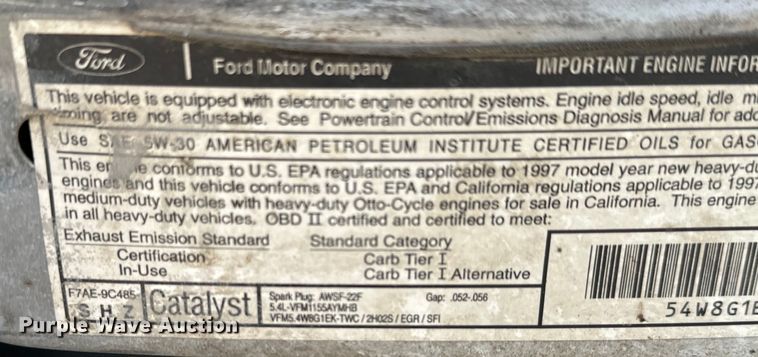 Ford
Ford Motor Company
IMPORTANT ENGINE INFOR
This vehicle is equipped with electronic engine control systems. Engine idle speed, idle m
timing are not adjustable. See Powertrain Control/Emissions Diagnosis Manual for add
Use SAE 5W-30 AMERICAN PETROLEUM INSTITUTE CERTIFIED OILS for GAS
This en e conforms to U.S. EPA regulations applicable to 1997 model year new heavy-du
engines and this vehicle conforms to U.S. EPA and California regulations applicable to 1997
medium-duty vehicles with heavy-duty Otto-Cycle engines for sale in California. This engine
in all heavy-duty vehicles. OBD II certified and certified to meet:
Exhaust Emission Standard Standard Category
Certification Carb Tier I
In-Use Carb Tier I Alternative
F7AE-9C485-
S H Z
Catalyst
Spark Plug: AWSF-22F Gap: .052-.056
5.4L-VFM1155AYMHB
VFM5.4W8G1EK-TWC / 2HO2S / EGR / SFI
54W8G1E
Purple Wave Auction